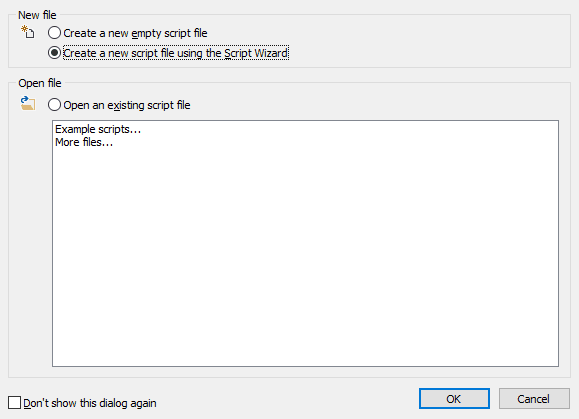 New file
Create a new empty script file
Create a new script file using the Script Wizard
Open file
Open an existing script file
Example scripts...
More files...
Don't show this dialog again
OK
Cancel